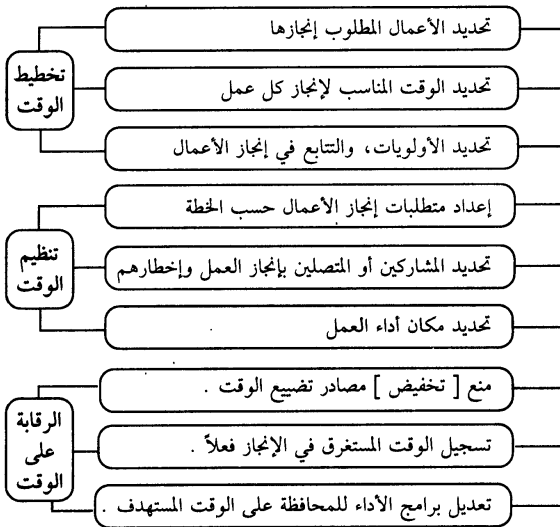 تحديد الأعمال المطلوب إنجازها
تخطيط
الوقت
تحديد الوقت المناسب لإنجاز كل عمل
تحديد الأولويات، والتتابع في إنجاز الأعمال
إعداد متطلبات إنجاز الأعمال حسب الخطة
تنظيم
الوقت
تحديد المشاركين أو المتصلين بإنجاز العمل وإخطارهم
تحديد مكان أداء العمل
منع [ تخفيض ] مصادر تضييع الوقت .
الرقابة
على
الوقت
تسجيل الوقت المستغرق في الإنجاز فعلاً .
تعديل برامج الأداء للمحافظة على الوقت المستهدف .